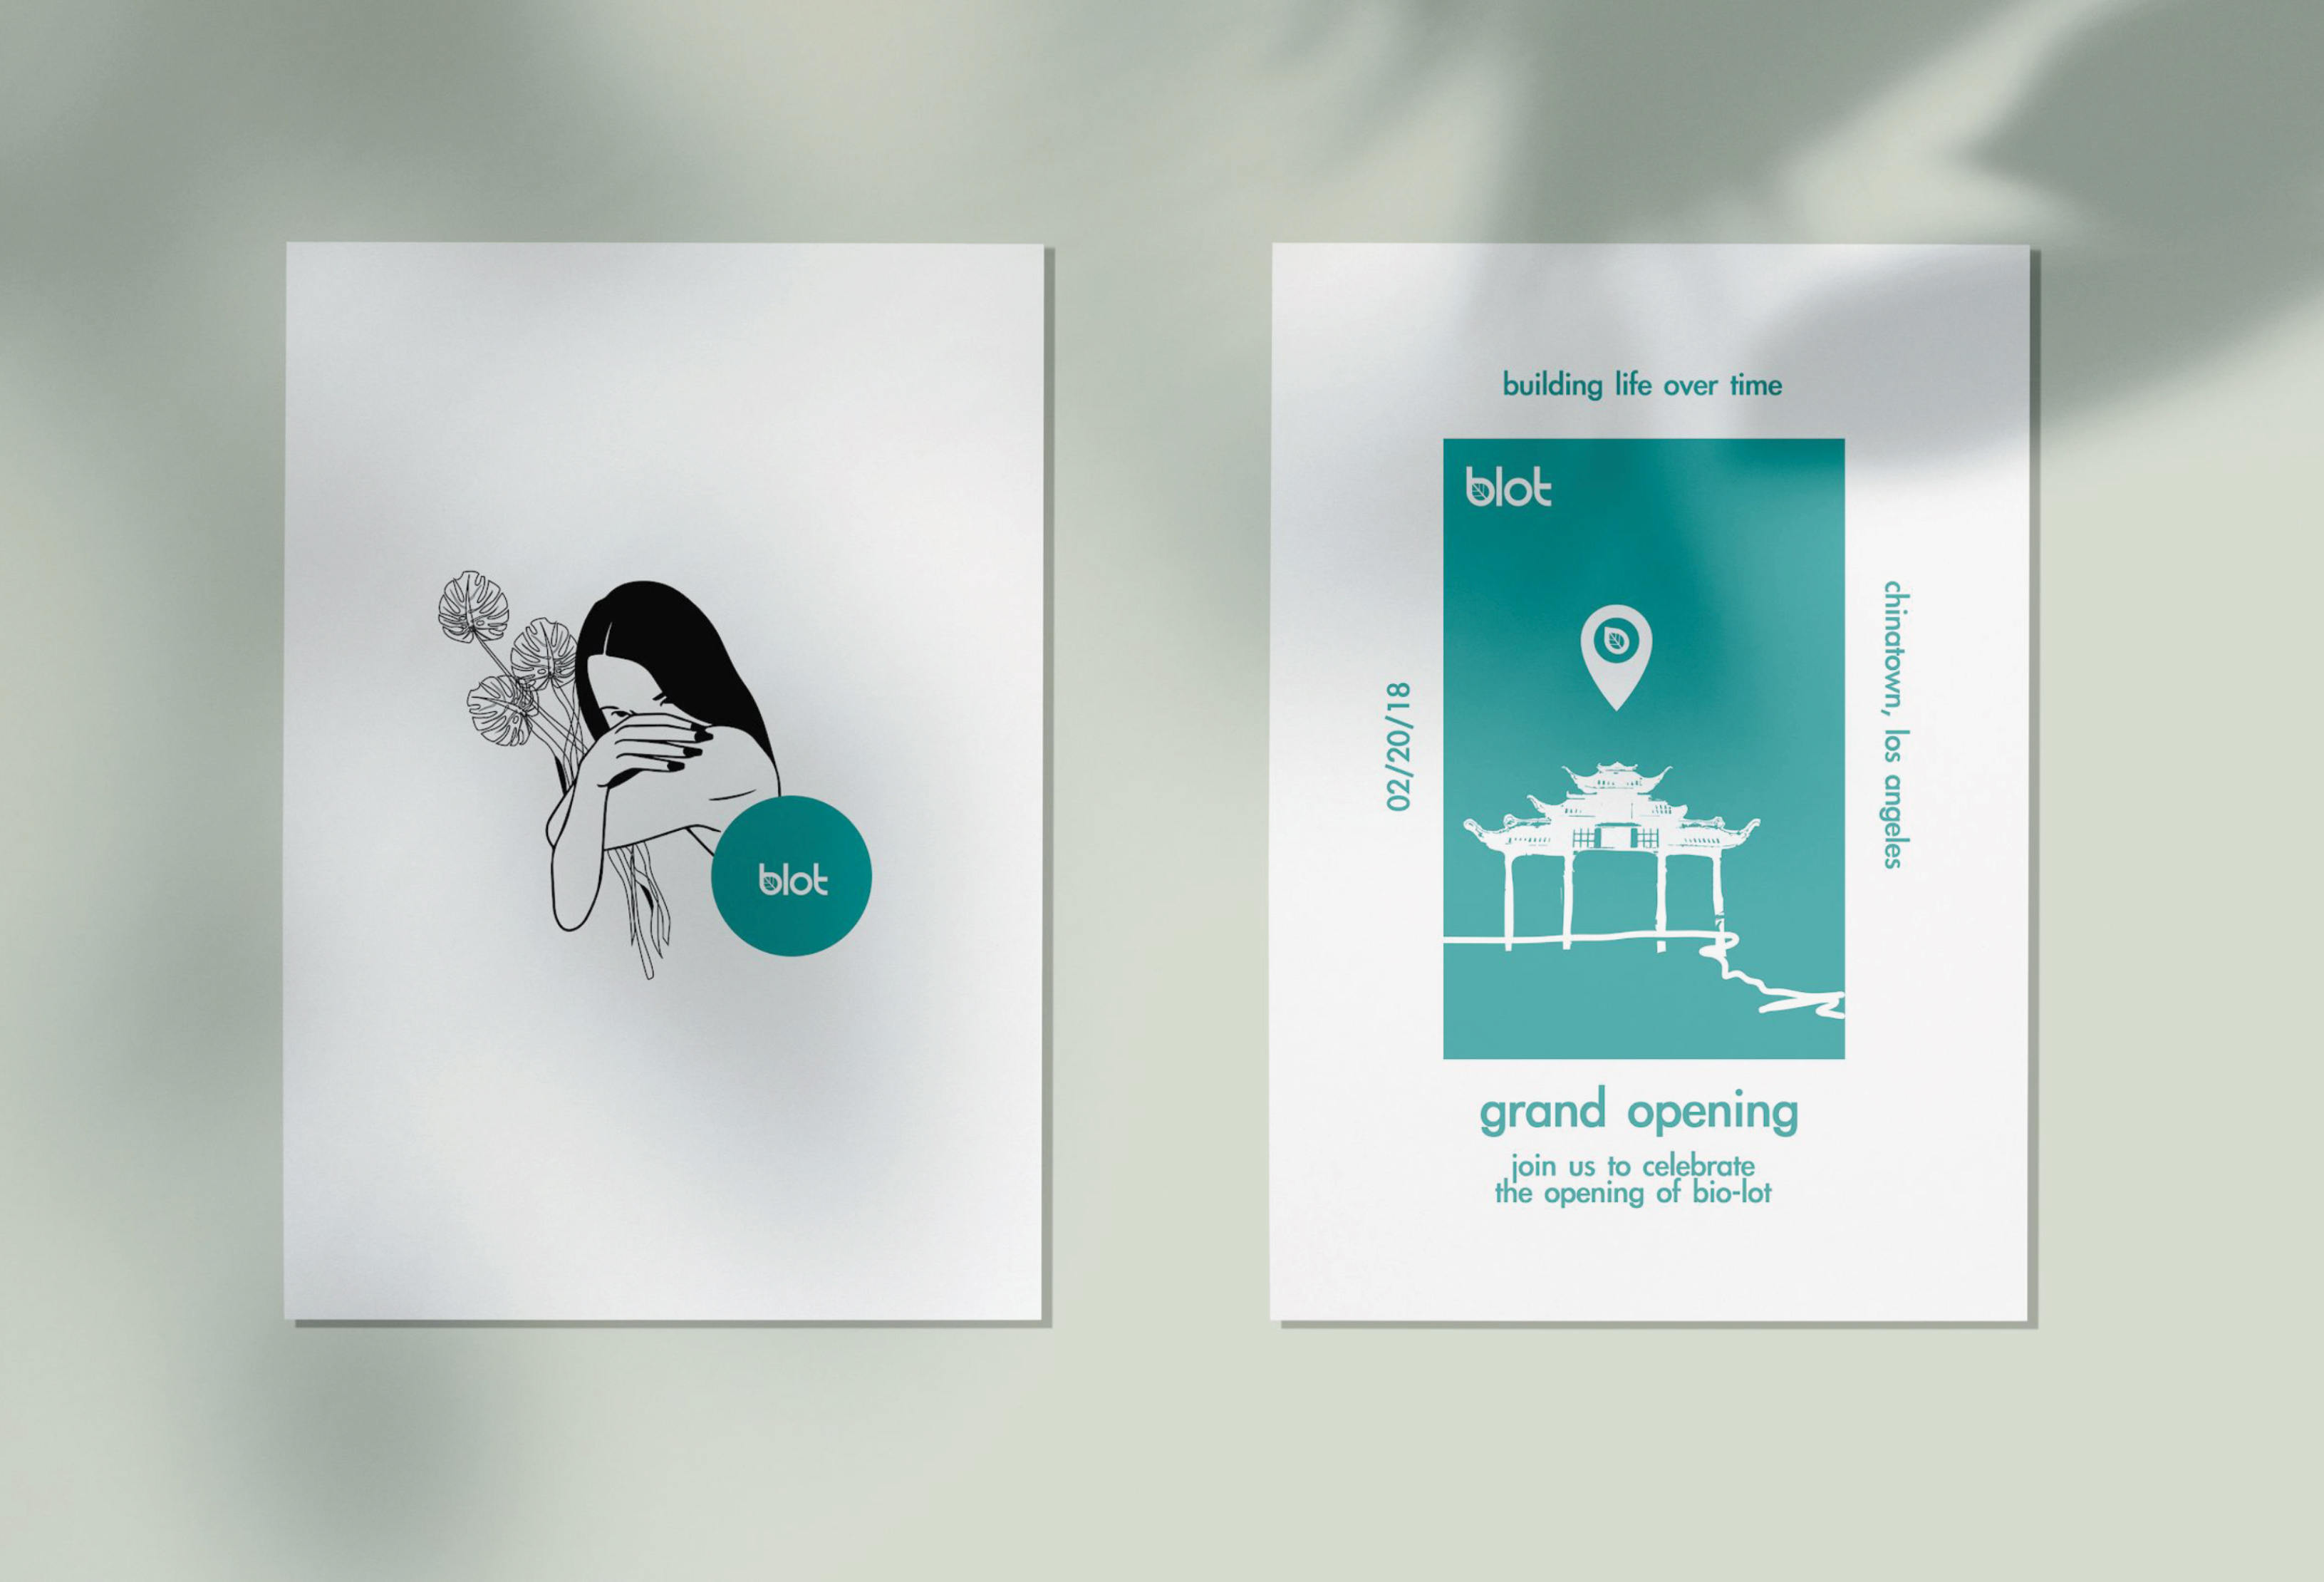 blot
building life over time
blot
02/20/18
chinatown, los angeles
grand opening
join us to celebrate
the opening of bio-lot